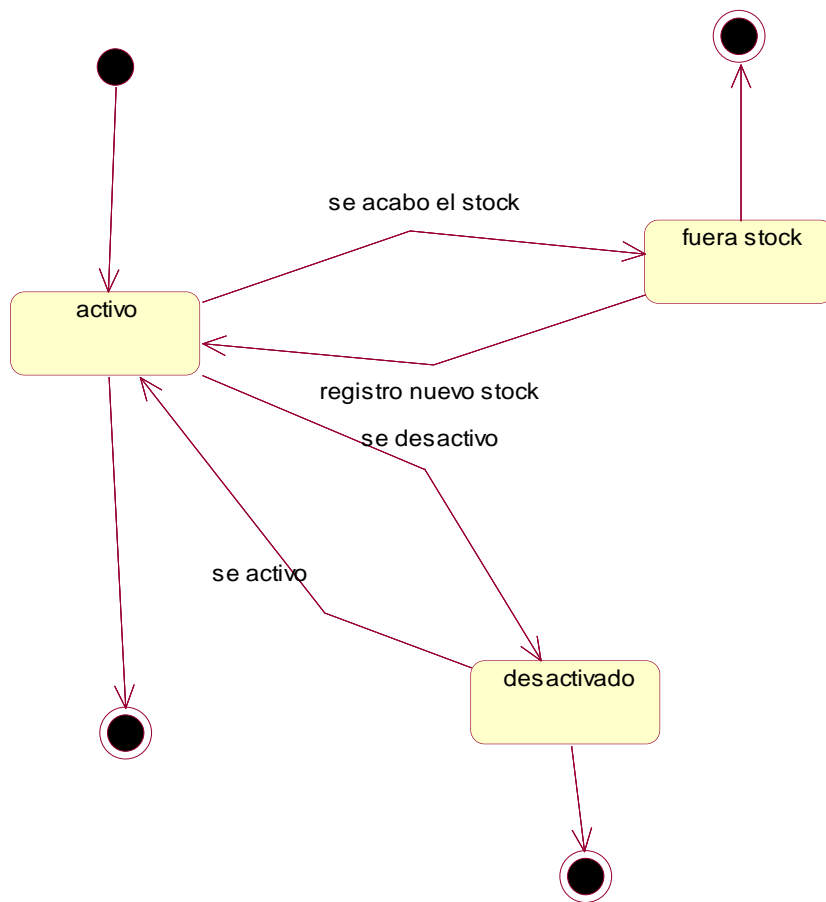 se acabo el stock
fuera stock
activo
registro nuevo stock
se desactivo
se activo
desactivado